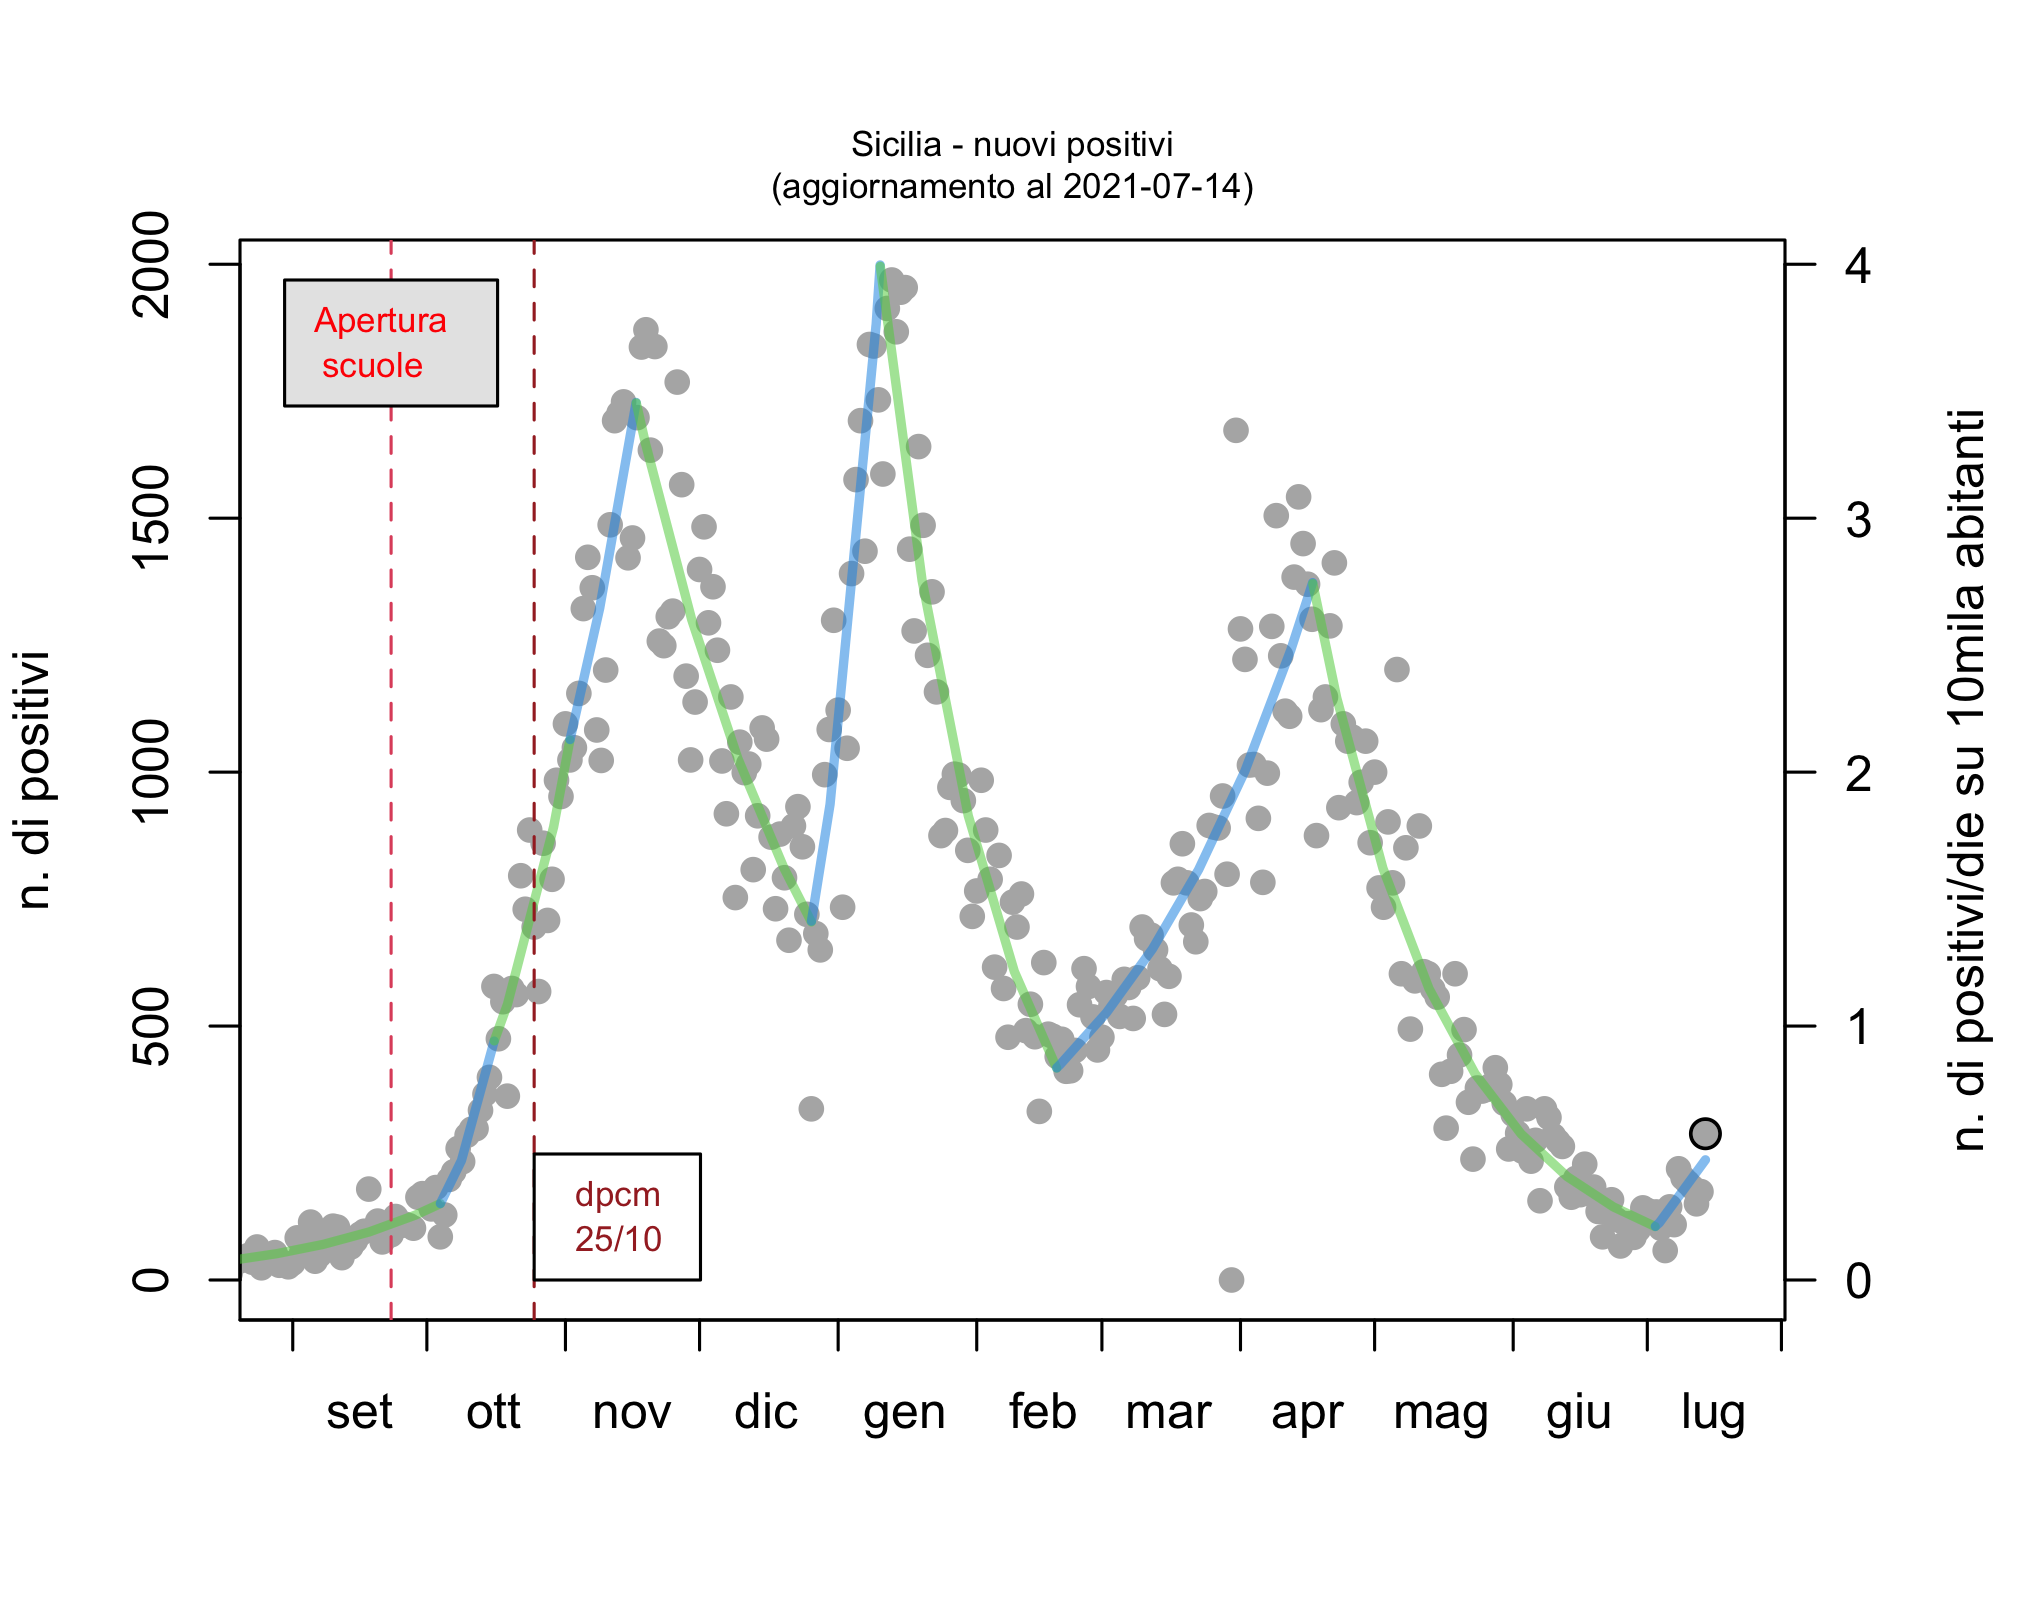 Sicilia - nuovi positivi
(aggiornamento al 2021-07-14)
n. di positivi
2000
1500
1000
500
0
Apertura
scuole
dpcm
25/10
4
3
2
1
0
n. di positivi/die su 10mila abitanti
set ott nov dic gen feb mar apr mag giu lug